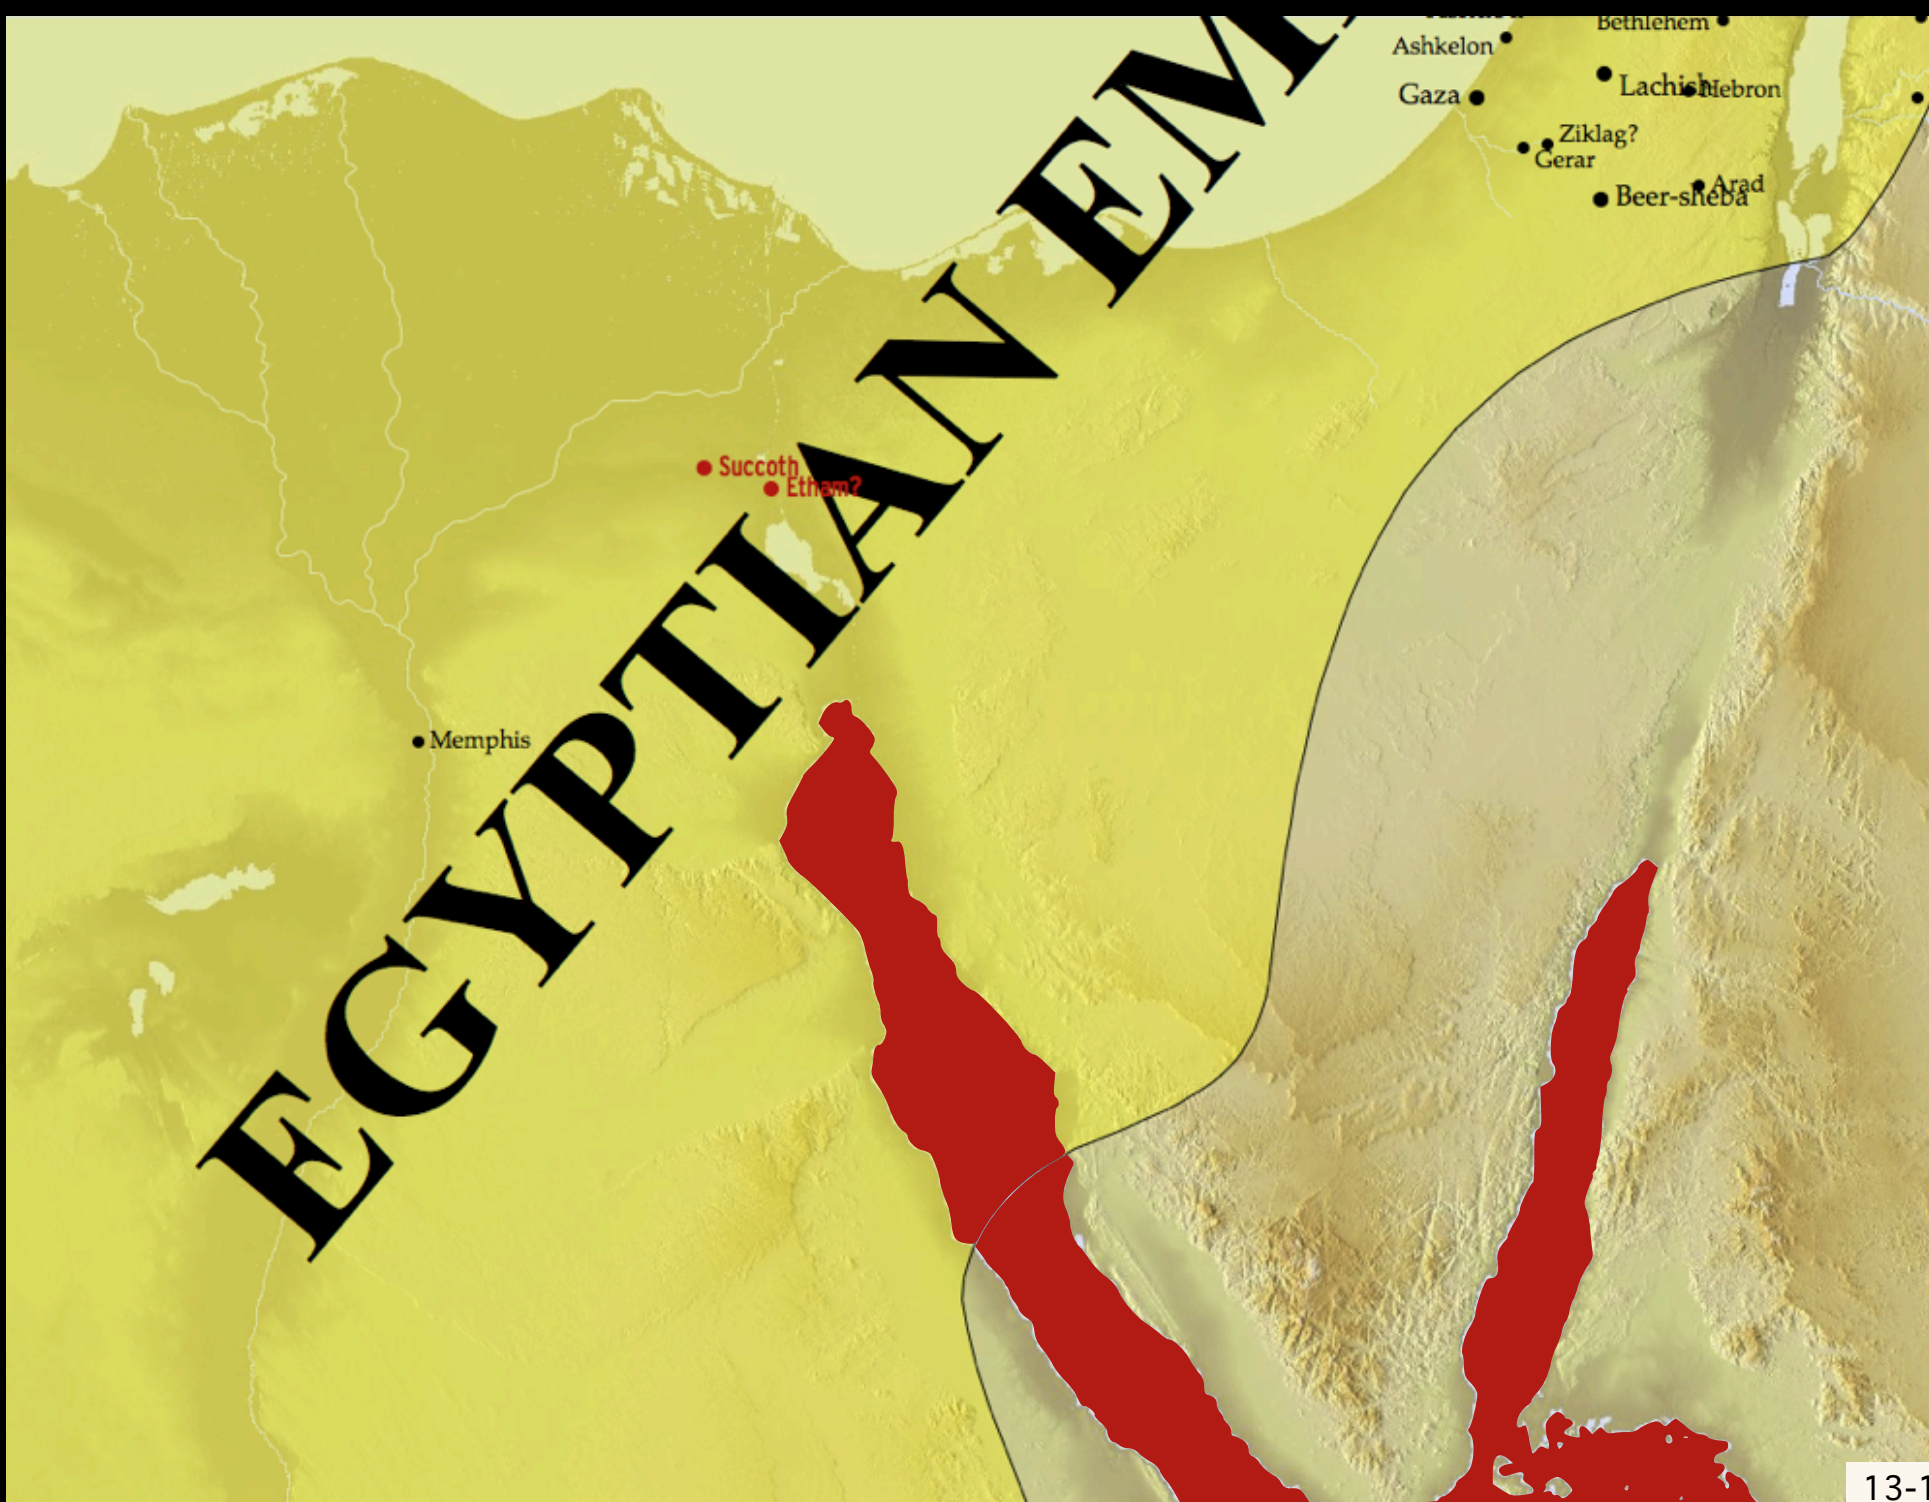 Bethlehem
Ashkelon
Lachish
Hebron
Gaza
Ziklag?
Gerar
Arad
Beer-sheba
EGYPTIAN EM
Succoth
Etham?
Memphis
13-1